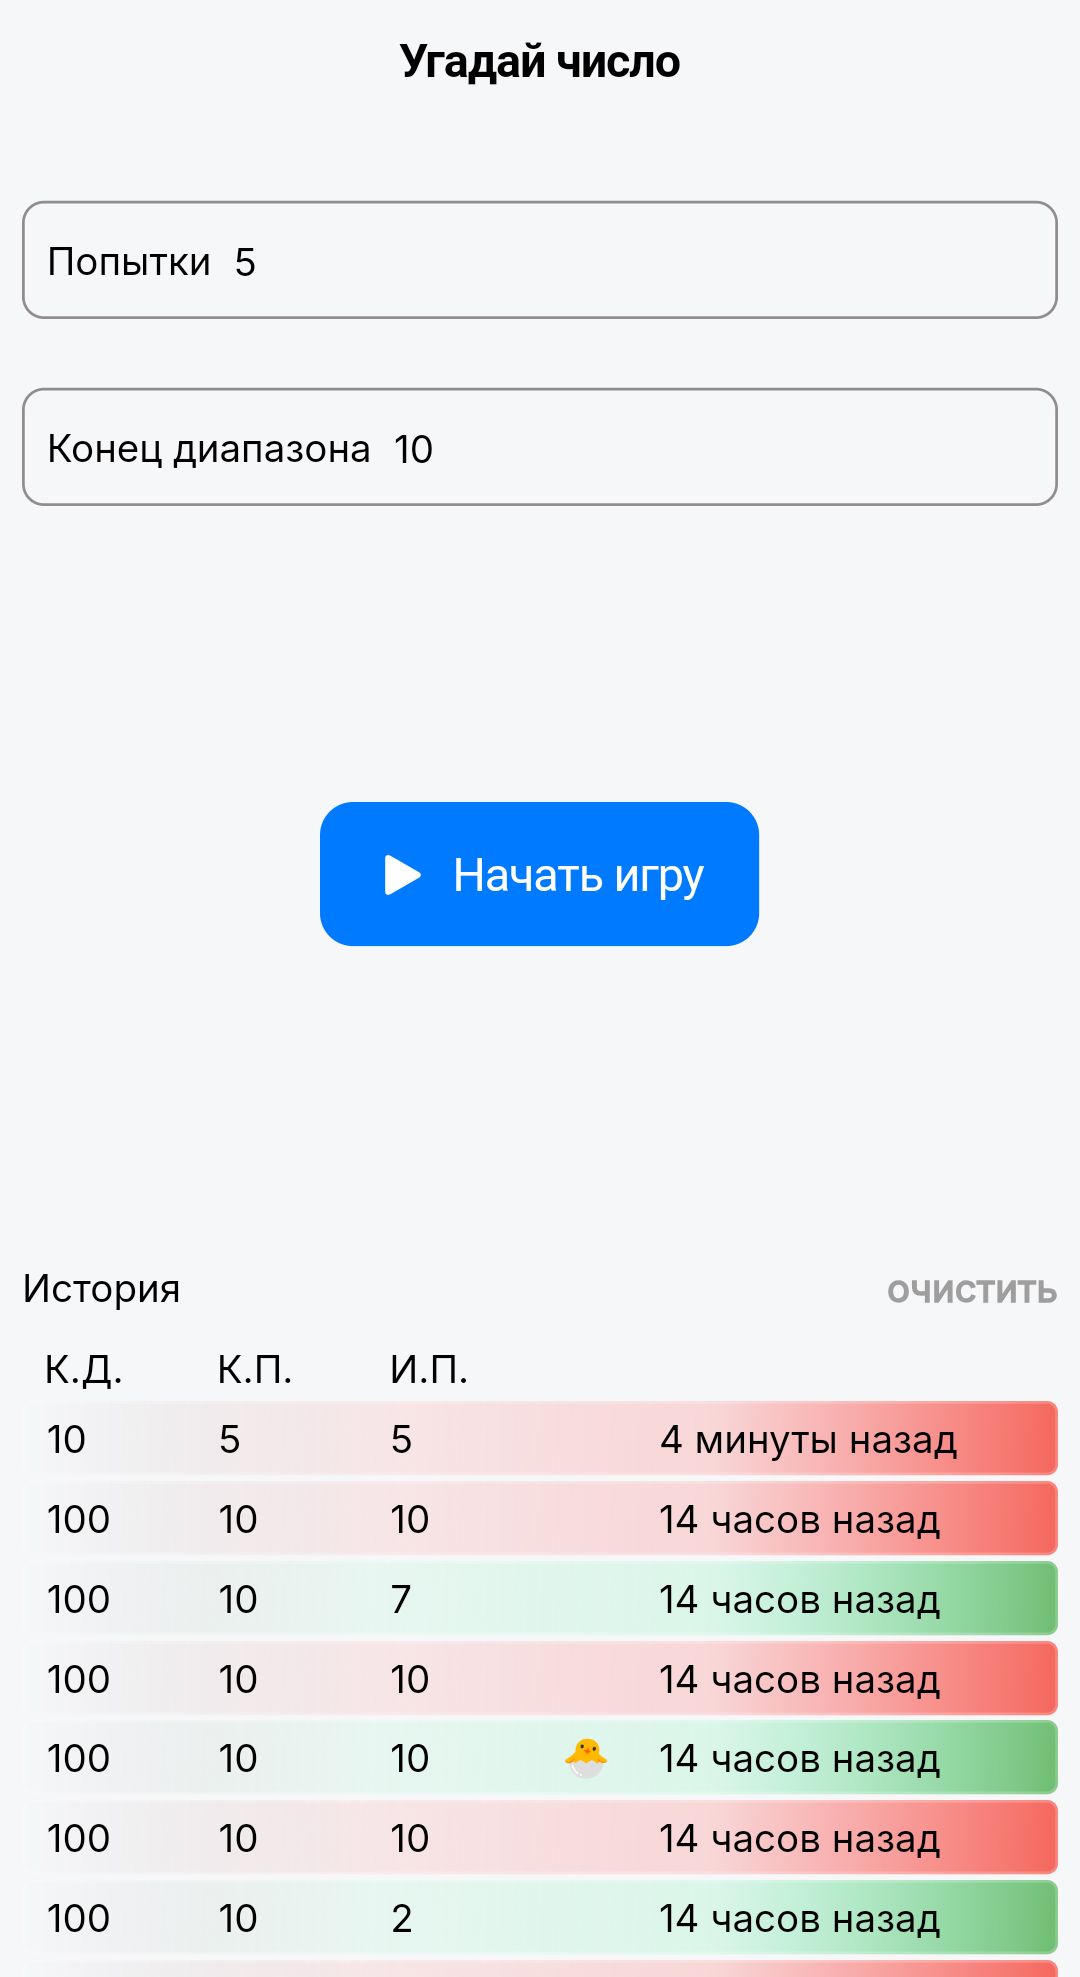 Угадай число
Попытки 5
Конец диапазона 10
Начать игру
История очистить
К.Д. К.П. И.П.
10 5 5 4 минуты назад
100 10 10 14 часов назад
100 10 7 14 часов назад
100 10 10 14 часов назад
100 10 10 🐣 14 часов назад
100 10 10 14 часов назад
100 10 2 14 часов назад